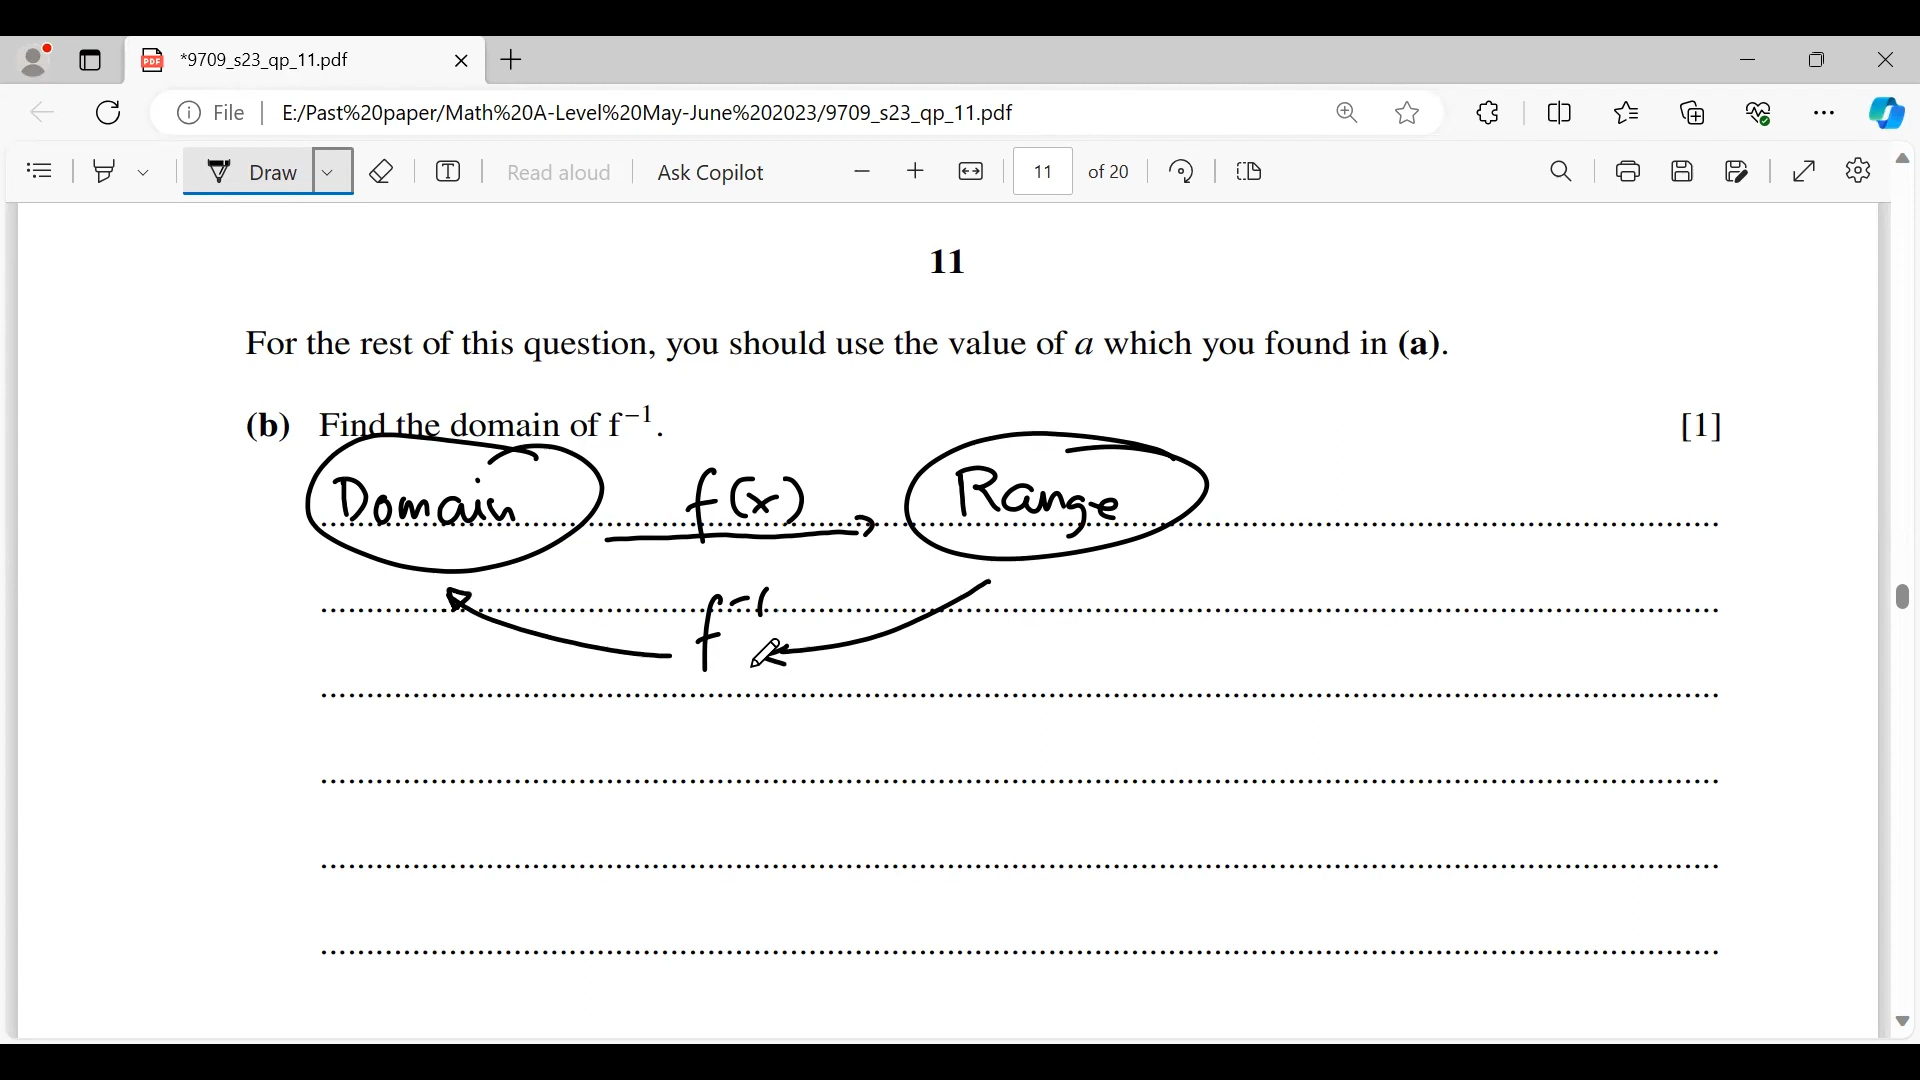 *9709_s23_qp_11.pdf
File
E:/Past%20paper/Math%20A-Level%20May-June%202023/9709_s23_qp_11.pdf
Draw Read aloud Ask Copilot 11 of 20
11
For the rest of this question, you should use the value of a which you found in (a).
(b) Find the domain of f⁻¹. [1]
Domain f(x) Range
f⁻¹